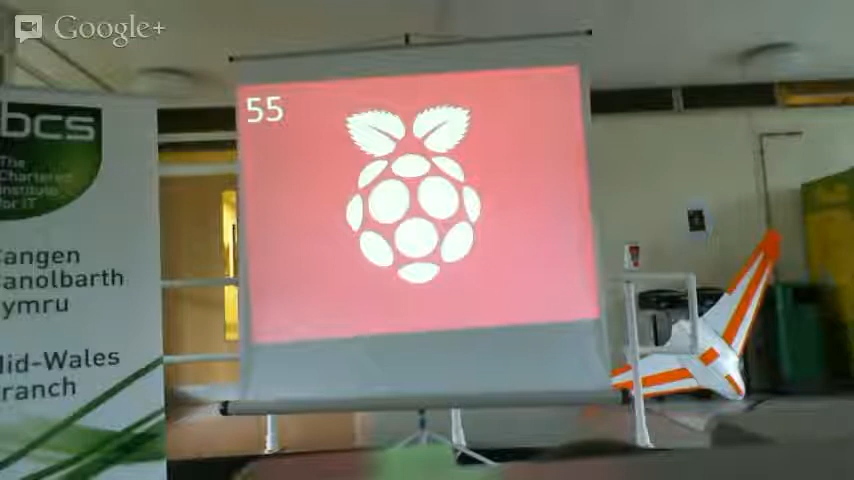 Google+
55
bcs
The
Chartered
Institute
for IT
Cangen
Canolbarth
Cymru
Mid-Wales
Branch